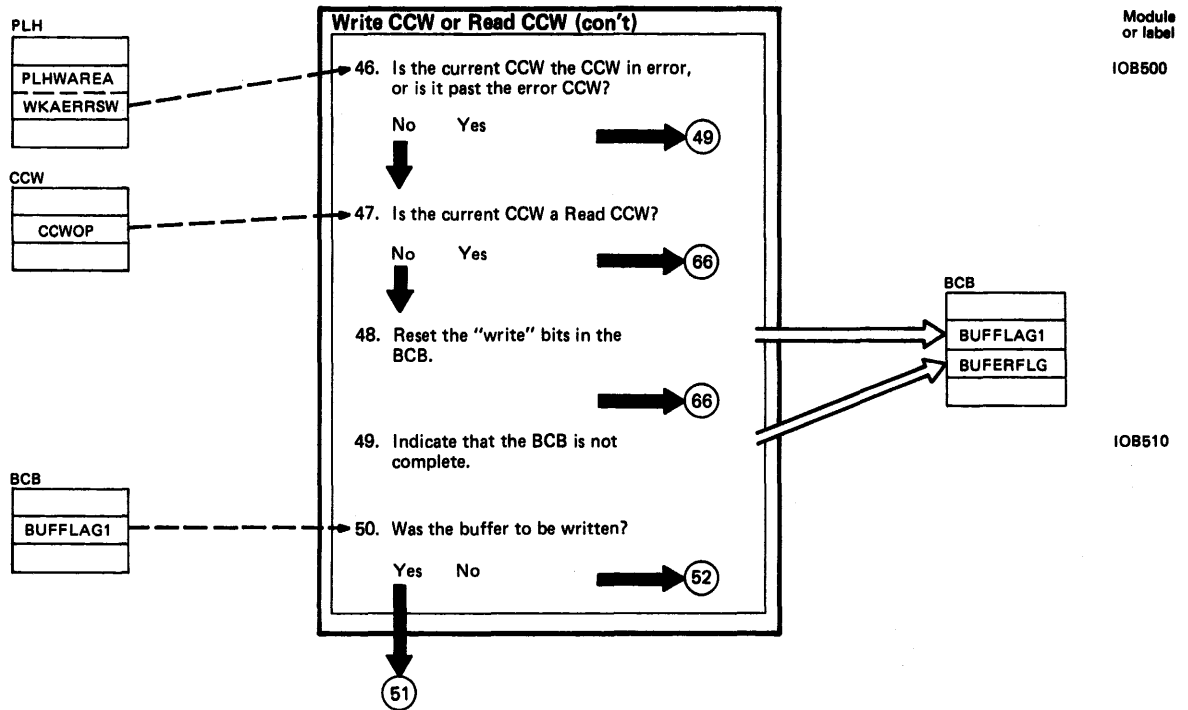 PLH
PLHWAREA
WKAERRSW
CCW
CCWOP
BCB
BUFFLAG1
Write CCW or Read CCW (con't)
46. Is the current CCW the CCW in error,
or is it past the error CCW?
No Yes
49
47. Is the current CCW a Read CCW?
No Yes
66
48. Reset the "write" bits in the
BCB.
66
49. Indicate that the BCB is not
complete.
50. Was the buffer to be written?
Yes No
52
51
BCB
BUFFLAG1
BUFERFLG
Module
or label
IOB500
IOB510